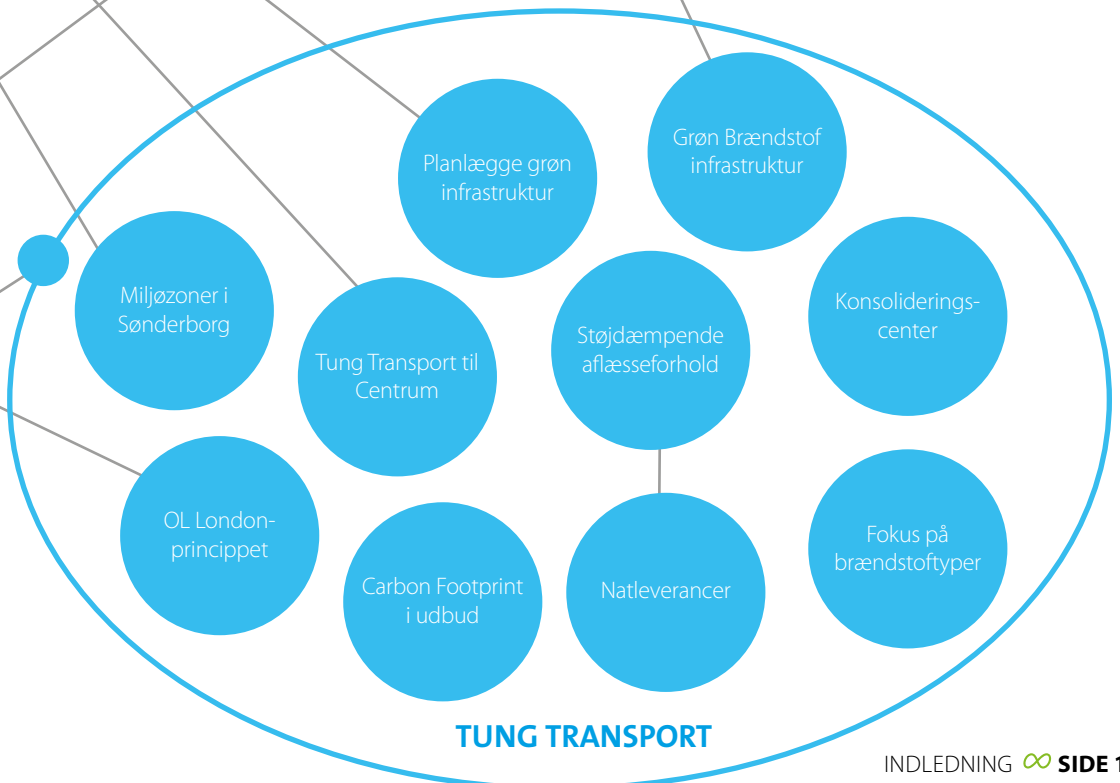 Planlægge grøn
infrastruktur
Grøn Brændstof
infrastruktur
Miljøzoner i
Sønderborg
Tung Transport til
Centrum
Støjdæmpende
aflæsseforhold
Konsoliderings-
center
OL London-
princippet
Carbon Footprint
i udbud
Natleverancer
Fokus på
brændstoftyper
TUNG TRANSPORT
INDLEDNING SIDE